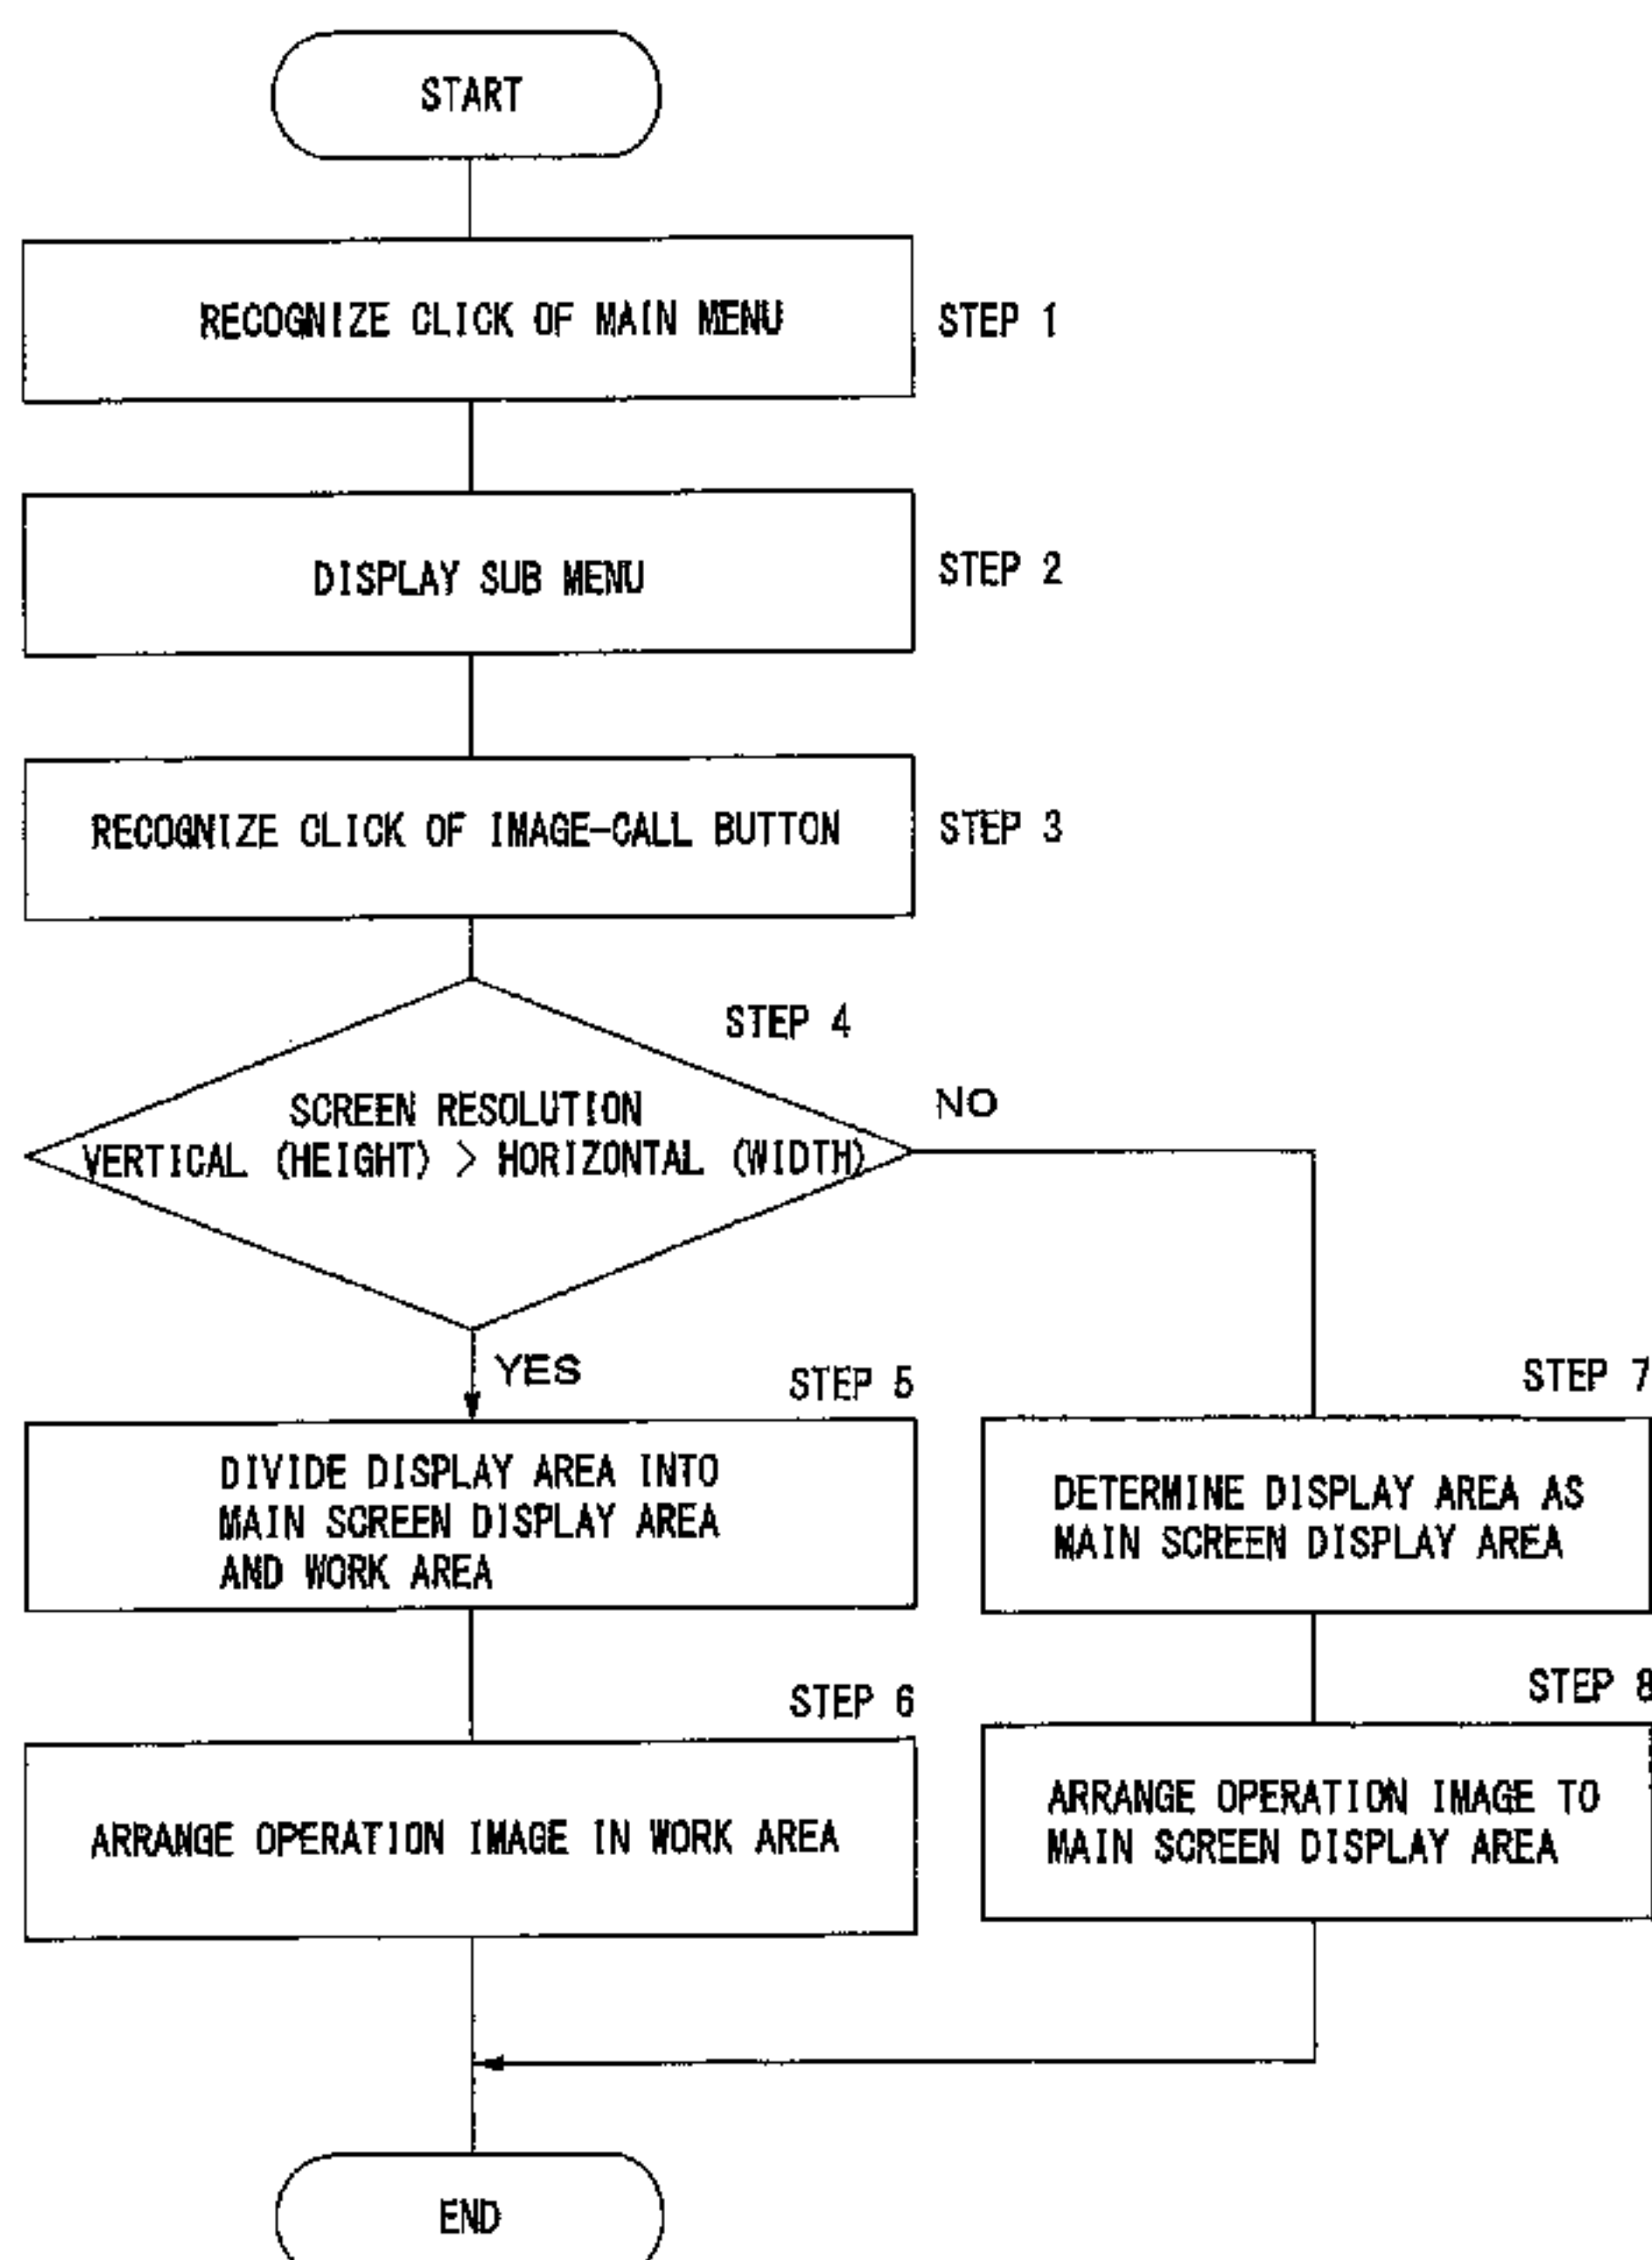 START
RECOGNIZE CLICK OF MAIN MENU
STEP 1
DISPLAY SUB MENU
STEP 2
RECOGNIZE CLICK OF IMAGE-CALL BUTTON
STEP 3
STEP 4
SCREEN RESOLUTION
VERTICAL (HEIGHT) > HORIZONTAL (WIDTH)
NO
YES
STEP 5
DIVIDE DISPLAY AREA INTO
MAIN SCREEN DISPLAY AREA
AND WORK AREA
STEP 6
ARRANGE OPERATION IMAGE IN WORK AREA
STEP 7
DETERMINE DISPLAY AREA AS
MAIN SCREEN DISPLAY AREA
STEP 8
ARRANGE OPERATION IMAGE TO
MAIN SCREEN DISPLAY AREA
END